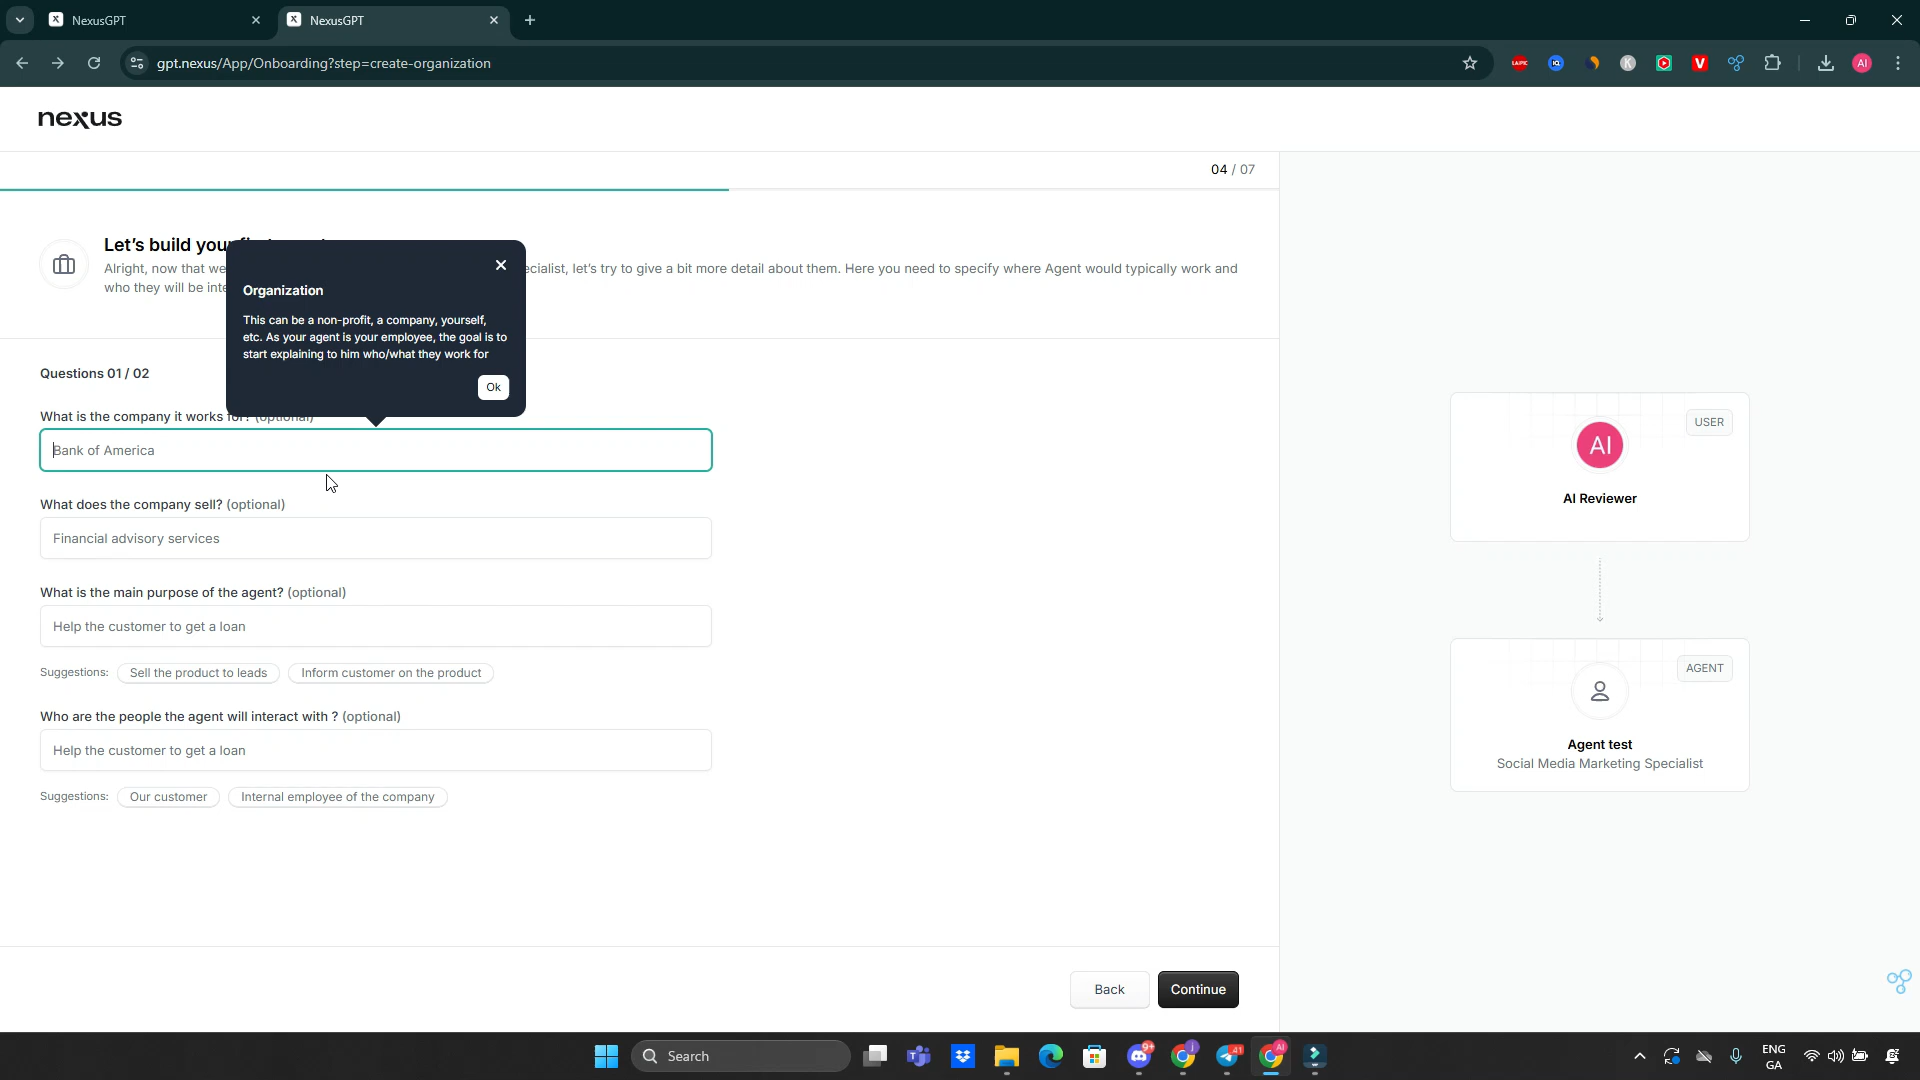 NexusGPT
NexusGPT
gpt.nexus/App/Onboarding?step=create-organization
nexus
04 / 07
Let's build your
Alright, now that we
ecialist, let's try to give a bit more detail about them. Here you need to specify where Agent would typically work and
who they will be inte
Organization
This can be a non-profit, a company, yourself,
etc. As your agent is your employee, the goal is to
start explaining to him who/what they work for
Ok
Questions 01 / 02
What is the company it works for? (optional)
Bank of America
What does the company sell? (optional)
Financial advisory services
What is the main purpose of the agent? (optional)
Help the customer to get a loan
Suggestions: Sell the product to leads Inform customer on the product
Who are the people the agent will interact with ? (optional)
Help the customer to get a loan
Suggestions: Our customer Internal employee of the company
Back
Continue
USER
AI
AI Reviewer
AGENT
Agent test
Social Media Marketing Specialist
Search
9+
41
AI
ENG
GA